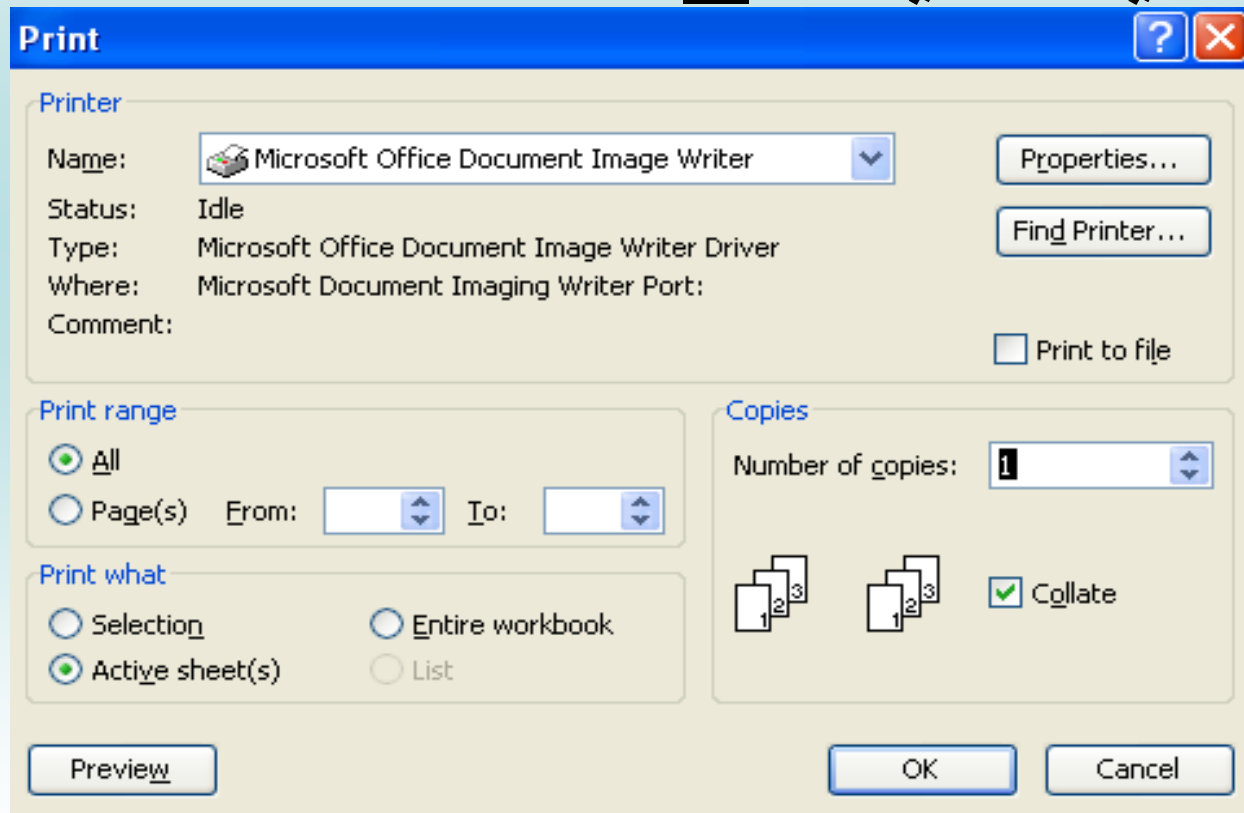 Print
Printer
Name: Microsoft Office Document Image Writer Properties...
Status: Idle
Find Printer...
Type: Microsoft Office Document Image Writer Driver
Where: Microsoft Document Imaging Writer Port:
Comment:
Print to file
Print range
All
Page(s) From: To:
Copies
Number of copies: 1
1 2 3 1 2 3
Collate
Print what
Selection Entire workbook
Active sheet(s) List
Preview OK Cancel